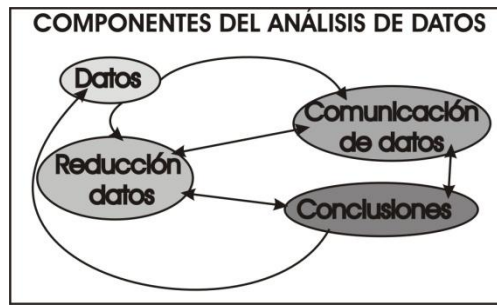 COMPONENTES DEL ANÁLISIS DE DATOS
Datos
Comunicación
de datos
Reducción
datos
Conclusiones